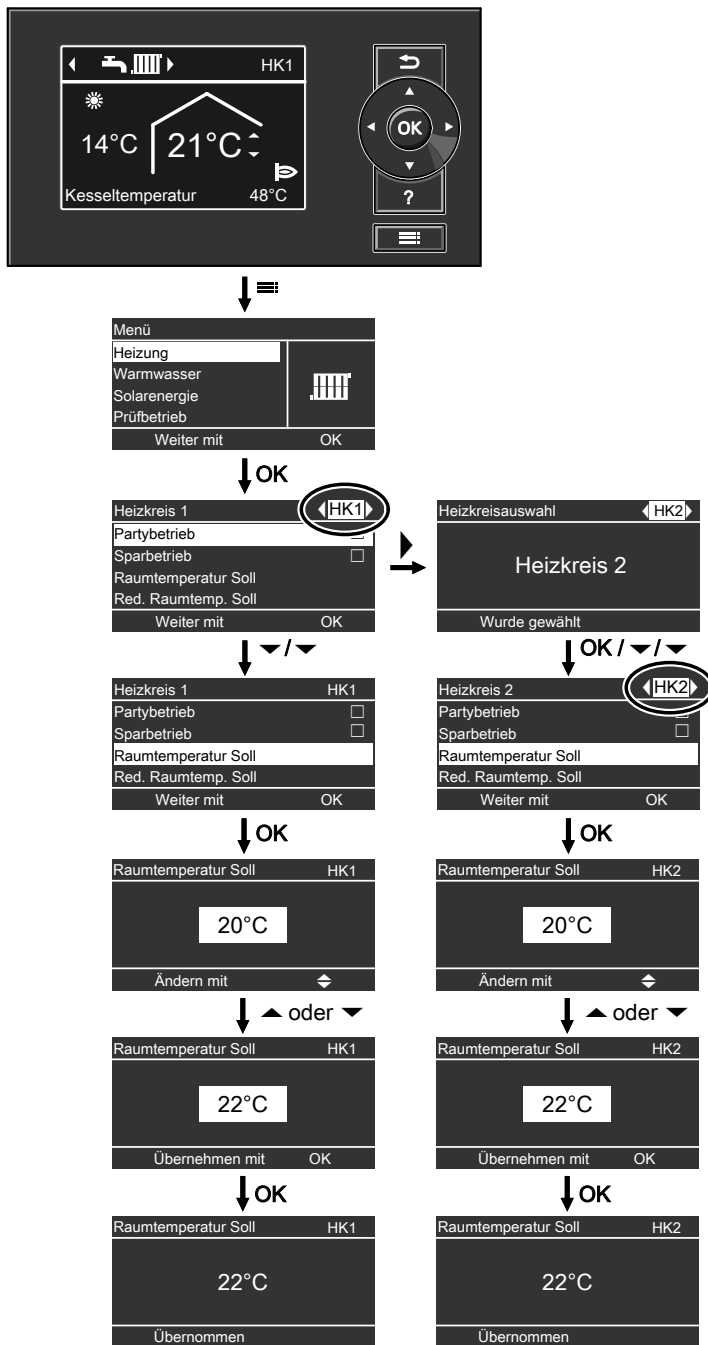 HK1
14°C 21°C
Kesseltemperatur 48°C
OK
?
Menü
Heizung
Warmwasser
Solarenergie
Prüfbetrieb
Weiter mit OK
OK
Heizkreis 1 HK1
Partybetrieb
Sparbetrieb
Raumtemperatur Soll
Red. Raumtemp. Soll
Weiter mit OK
Heizkreisauswahl HK2
Heizkreis 2
Wurde gewählt
/
OK / /
Heizkreis 1 HK1
Partybetrieb
Sparbetrieb
Raumtemperatur Soll
Red. Raumtemp. Soll
Weiter mit OK
Heizkreis 2 HK2
Partybetrieb
Sparbetrieb
Raumtemperatur Soll
Red. Raumtemp. Soll
Weiter mit OK
OK
OK
Raumtemperatur Soll HK1
20°C
Ändern mit
Raumtemperatur Soll HK2
20°C
Ändern mit
oder
oder
Raumtemperatur Soll HK1
22°C
Übernehmen mit OK
Raumtemperatur Soll HK2
22°C
Übernehmen mit OK
OK
OK
Raumtemperatur Soll HK1
22°C
Übernommen
Raumtemperatur Soll HK2
22°C
Übernommen